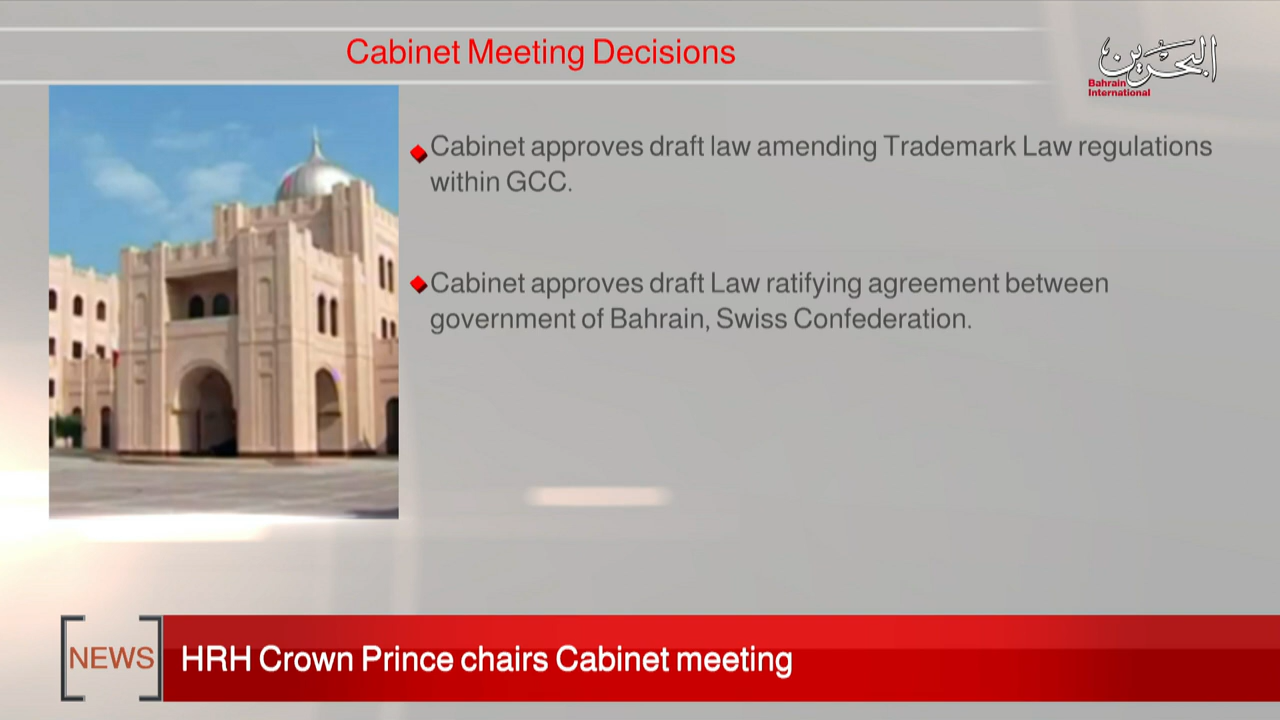 Cabinet Meeting Decisions
البحرين
Bahrain
International
Cabinet approves draft law amending Trademark Law regulations
within GCC.
Cabinet approves draft Law ratifying agreement between
government of Bahrain, Swiss Confederation.
NEWS
HRH Crown Prince chairs Cabinet meeting